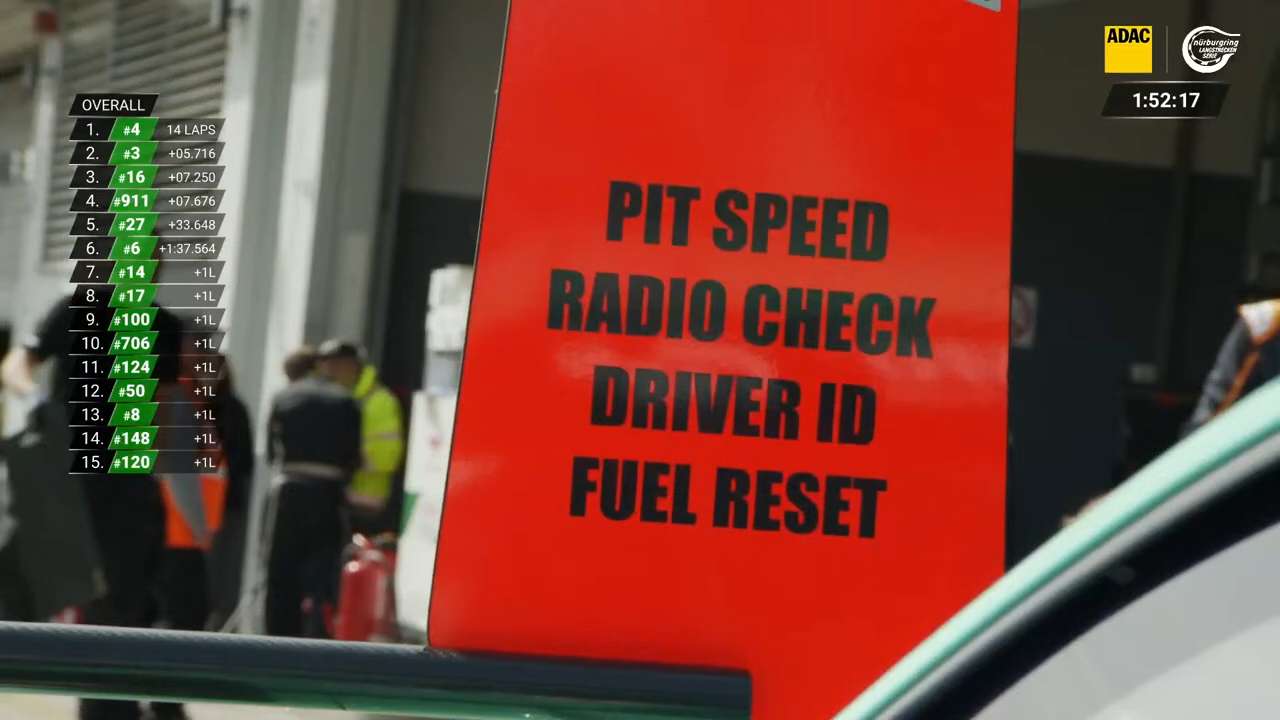 OVERALL
1. #4 14 LAPS
2. #3 +05.716
3. #16 +07.250
4. #911 +07.676
5. #27 +33.648
6. #6 +1:37.564
7. #14 +1L
8. #17 +1L
9. #100 +1L
10. #706 +1L
11. #124 +1L
12. #50 +1L
13. #8 +1L
14. #148 +1L
15. #120 +1L
PIT SPEED
RADIO CHECK
DRIVER ID
FUEL RESET
ADAC
nürburgring
LANGSTRECKEN
SERIE
1:52:17